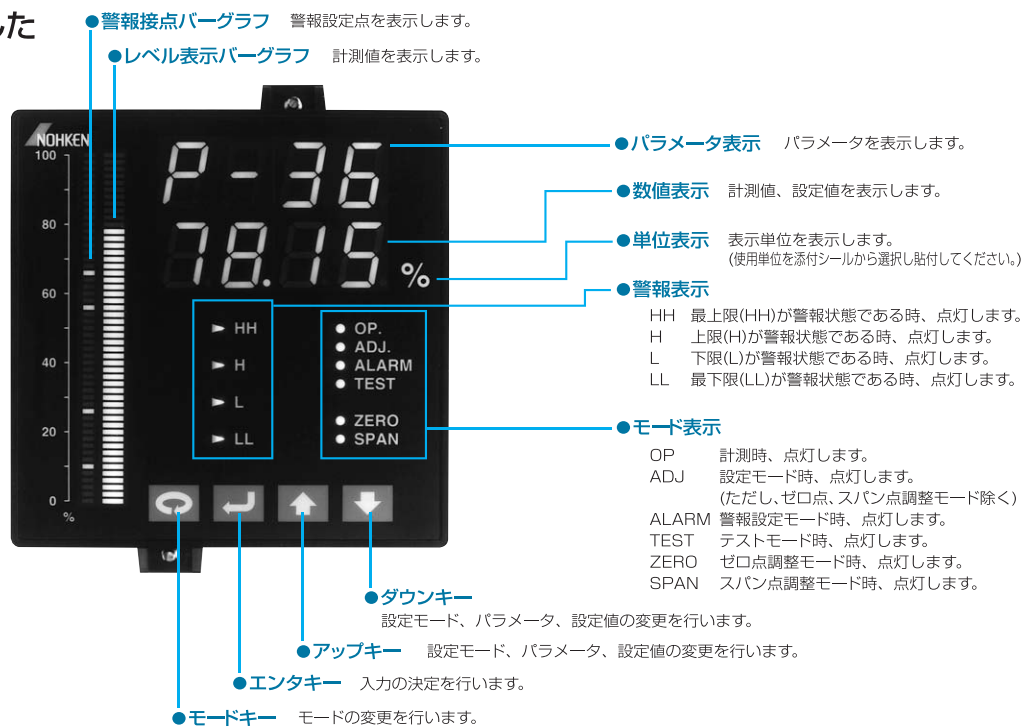 した
●警報接点バーグラフ 警報設定点を表示します。
●レベル表示バーグラフ 計測値を表示します。
NOHKEN
100
80
60
40
20
0
%
P-36
78.15 %
HH
H
L
LL
OP.
ADJ.
ALARM
TEST
ZERO
SPAN
●パラメータ表示 パラメータを表示します。
●数値表示 計測値、設定値を表示します。
●単位表示 表示単位を表示します。
(使用単位を添付シールから選択し貼付してください。)
●警報表示
HH 最上限(HH)が警報状態である時、点灯します。
H 上限(H)が警報状態である時、点灯します。
L 下限(L)が警報状態である時、点灯します。
LL 最下限(LL)が警報状態である時、点灯します。
●モード表示
OP 計測時、点灯します。
ADJ 設定モード時、点灯します。
(ただし、ゼロ点、スパン点調整モード除く)
ALARM 警報設定モード時、点灯します。
TEST テストモード時、点灯します。
ZERO ゼロ点調整モード時、点灯します。
SPAN スパン点調整モード時、点灯します。
●ダウンキー
設定モード、パラメータ、設定値の変更を行います。
●アップキー 設定モード、パラメータ、設定値の変更を行います。
●エンタキー 入力の決定を行います。
●モードキー モードの変更を行います。